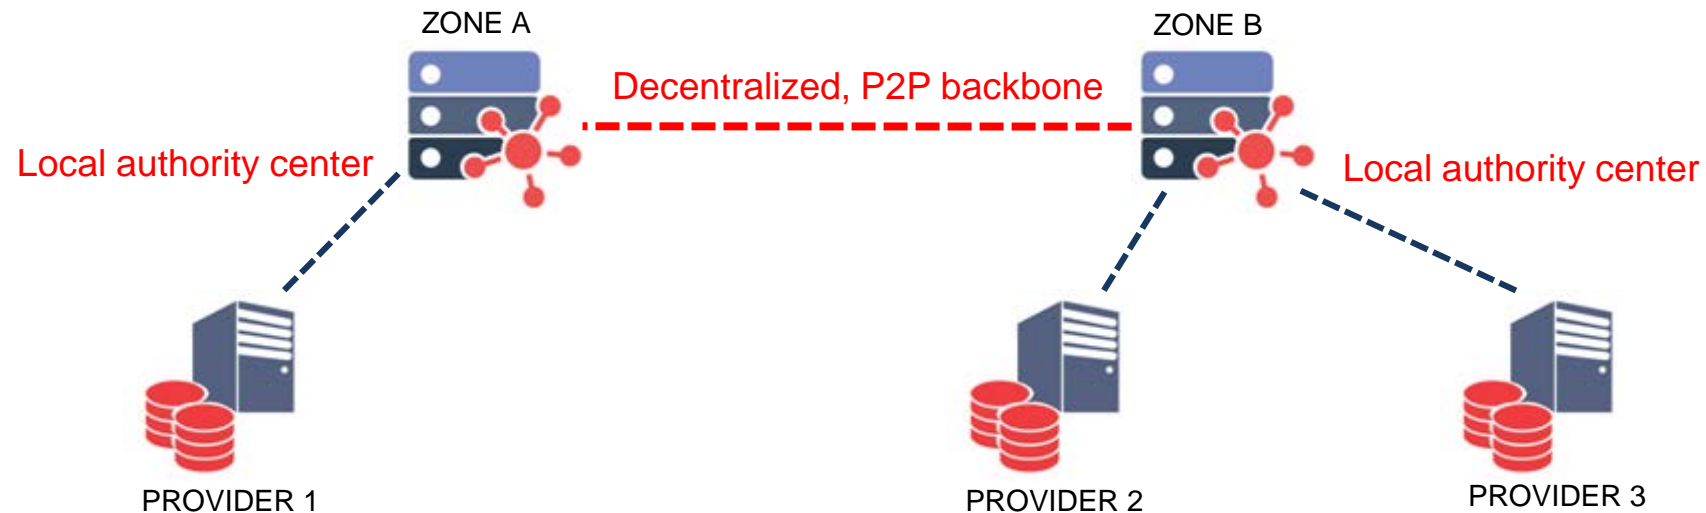 ZONE A
ZONE B
Decentralized, P2P backbone
Local authority center
Local authority center
PROVIDER 1
PROVIDER 2
PROVIDER 3